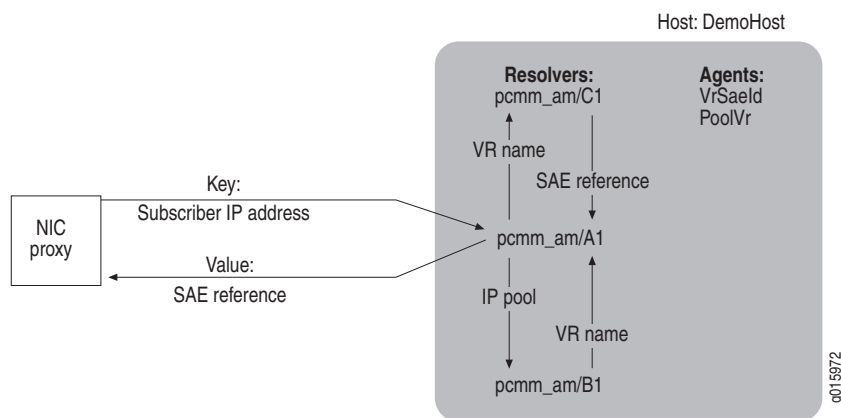 Host: DemoHost
Resolvers:
pcmm_am/C1
Agents:
VrSaeId
PoolVr
VR name
SAE reference
Key:
Subscriber IP address
NIC
proxy
pcmm_am/A1
Value:
SAE reference
IP pool
VR name
pcmm_am/B1
g015972